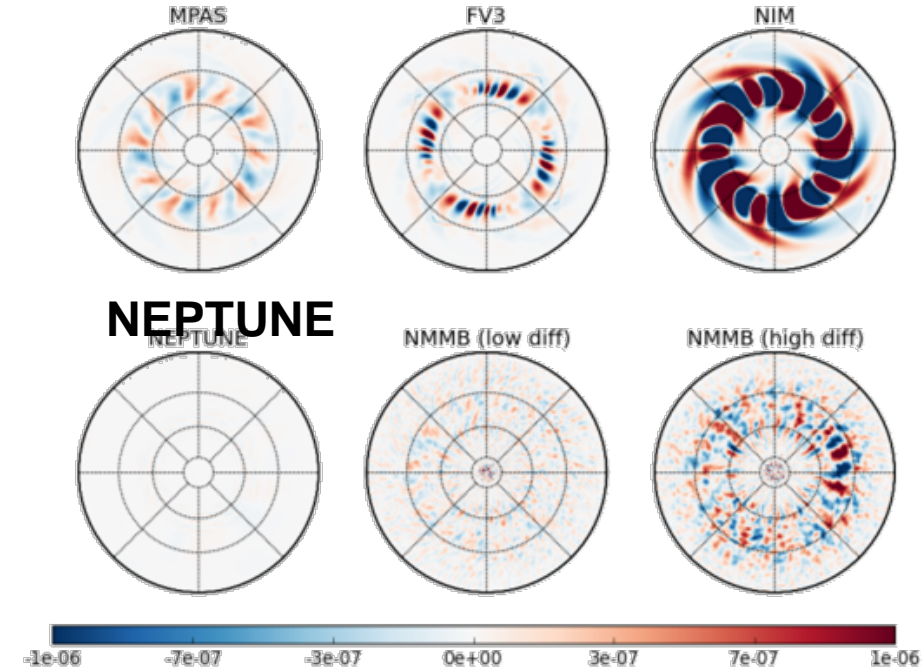 MPAS FV3 NIM
NEPTUNE
NEPTUNE NMMB (low diff) NMMB (high diff)
-1e-06 -7e-07 -3e-07 0e+00 3e-07 7e-07 1e-06